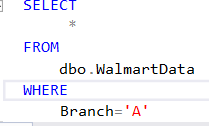 SELECT
*
FROM
dbo.WalmartData
WHERE
Branch='A'